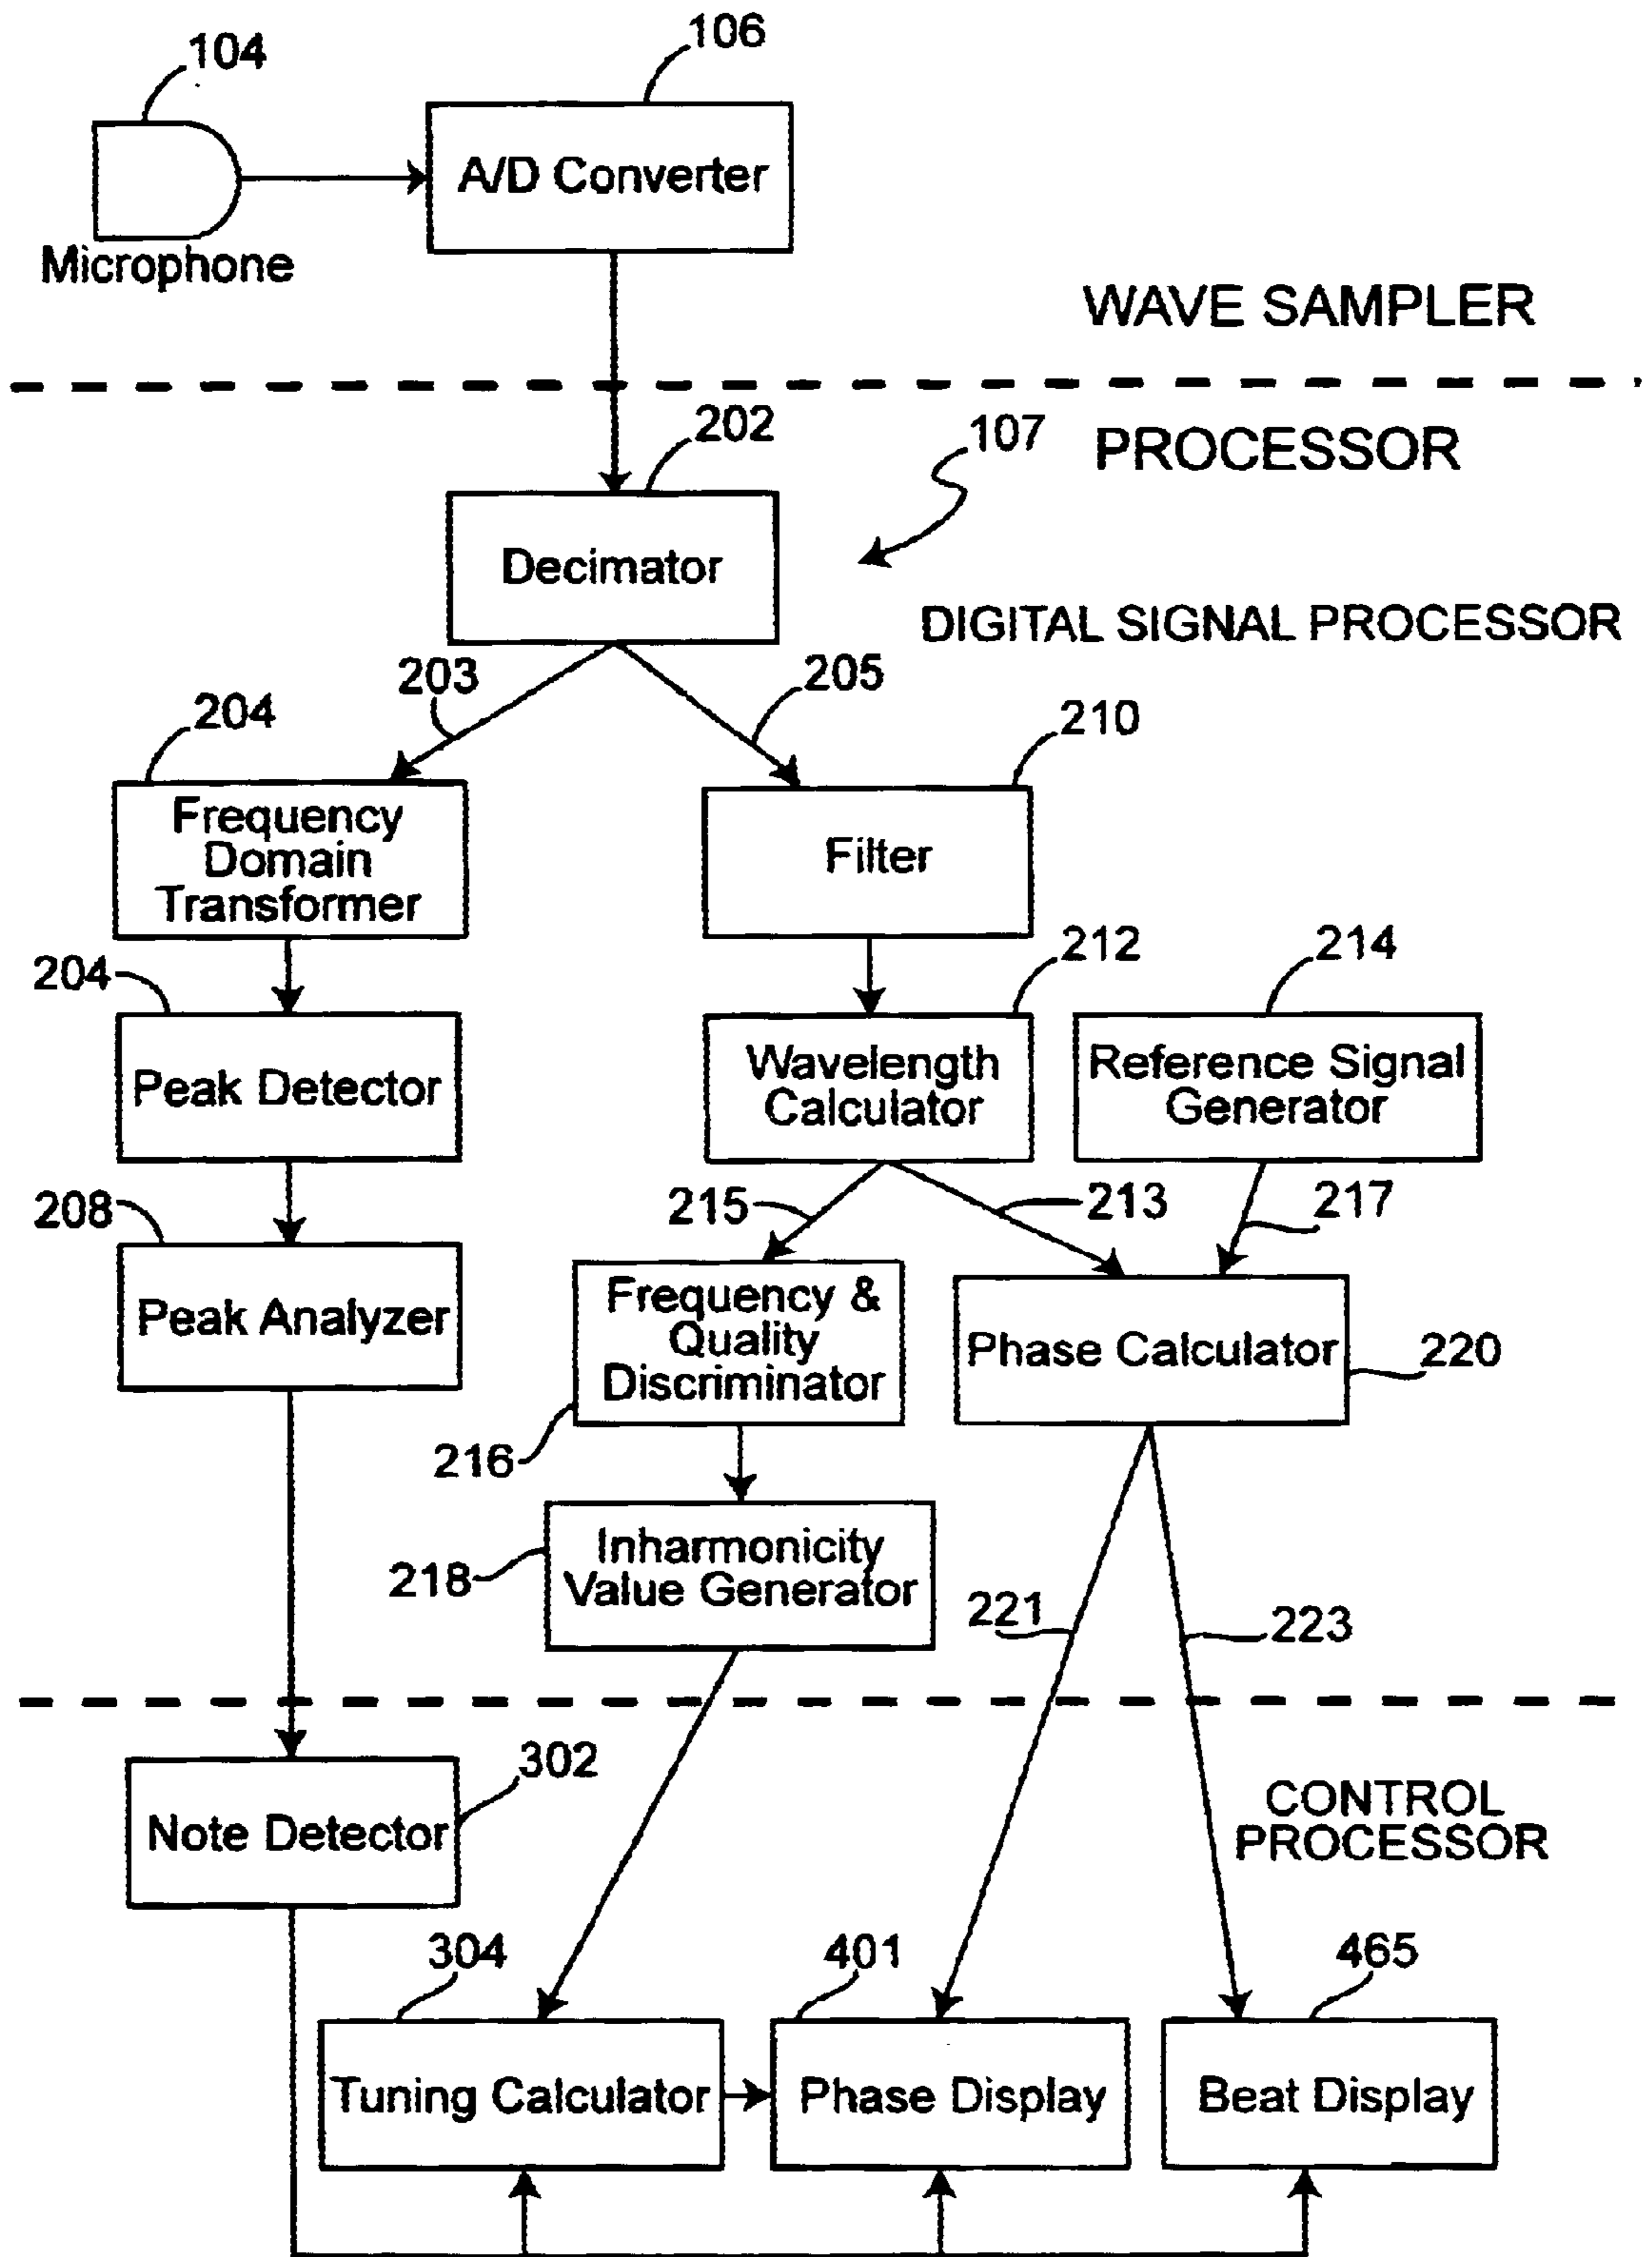 104
106
A/D Converter
Microphone
WAVE SAMPLER
202
107
PROCESSOR
Decimator
DIGITAL SIGNAL PROCESSOR
203
205
204
210
Frequency
Domain
Transformer
Filter
204
212
214
Peak Detector
Wavelength
Calculator
Reference Signal
Generator
208
215
213
217
Peak Analyzer
Frequency &
Quality
Discriminator
Phase Calculator
220
216
218
Inharmonicity
Value Generator
221
223
302
Note Detector
CONTROL
PROCESSOR
304
401
465
Tuning Calculator
Phase Display
Beat Display